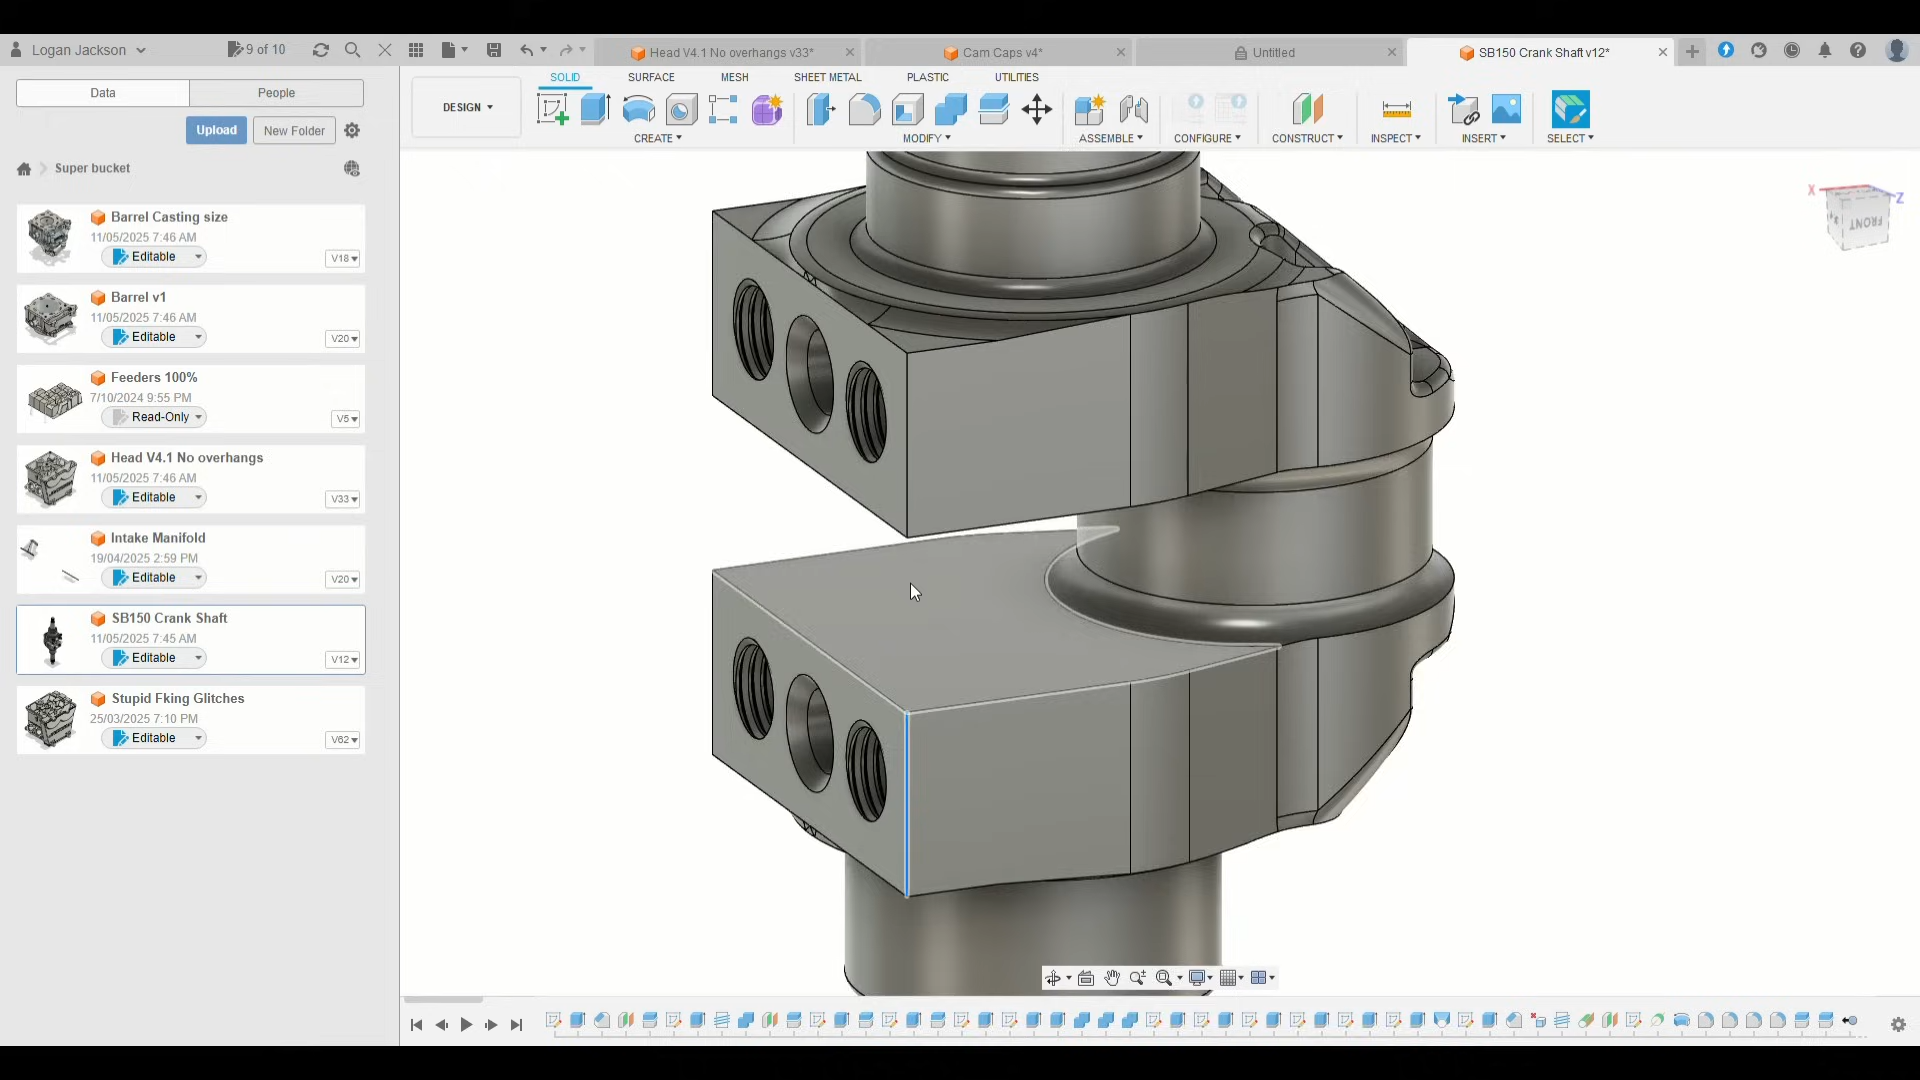 Logan Jackson
9 of 10
Head V4.1 No overhangs v33*
Cam Caps v4*
Untitled
SB150 Crank Shaft v12*
Data
People
Upload
New Folder
Super bucket
DESIGN
SOLID
SURFACE
MESH
SHEET METAL
PLASTIC
UTILITIES
CREATE
MODIFY
ASSEMBLE
CONFIGURE
CONSTRUCT
INSPECT
INSERT
SELECT
Barrel Casting size
11/05/2025 7:46 AM
Editable
V18
Barrel v1
11/05/2025 7:46 AM
Editable
V20
Feeders 100%
7/10/2024 9:55 PM
Read-Only
V5
Head V4.1 No overhangs
11/05/2025 7:46 AM
Editable
V33
Intake Manifold
19/04/2024 2:59 PM
Editable
V20
SB150 Crank Shaft
11/05/2025 7:45 AM
Editable
V12
Stupid Fking Glitches
25/03/2025 7:10 PM
Editable
V62
X
Z
FRONT